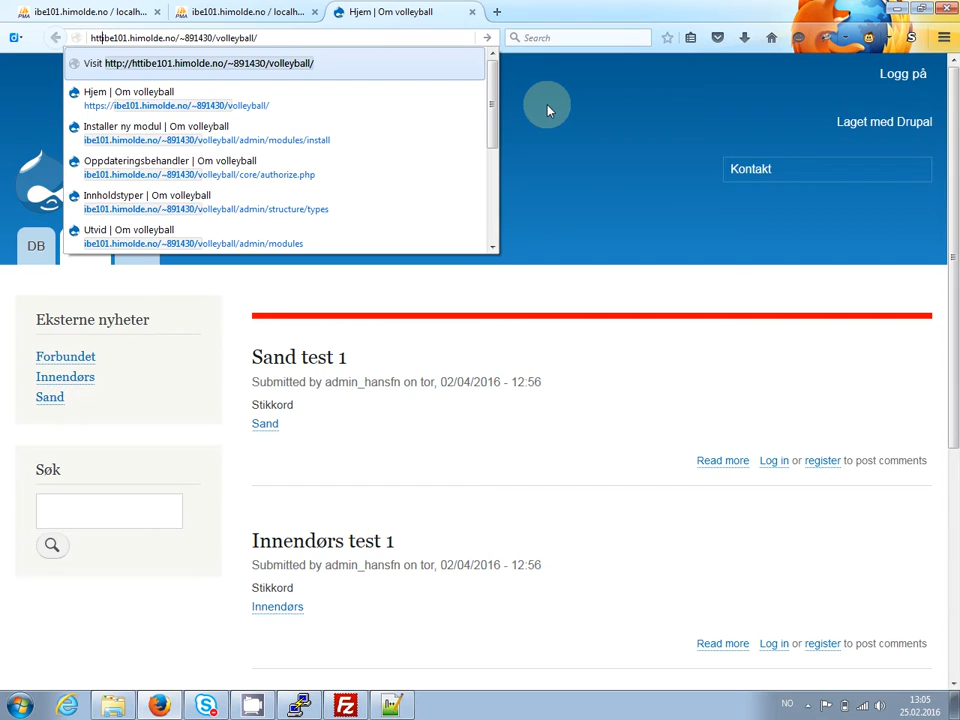 ibe101.himolde.no / localh...
ibe101.himolde.no / localh...
Hjem | Om volleyball
httibe101.himolde.no/~891430/volleyball/
Search
Visit http://httibe101.himolde.no/~891430/volleyball/
Hjem | Om volleyball
https://ibe101.himolde.no/~891430/volleyball/
Installer ny modul | Om volleyball
ibe101.himolde.no/~891430/volleyball/admin/modules/install
Oppdateringsbehandler | Om volleyball
ibe101.himolde.no/~891430/volleyball/core/authorize.php
Innholdstyper | Om volleyball
ibe101.himolde.no/~891430/volleyball/admin/structure/types
Utvid | Om volleyball
ibe101.himolde.no/~891430/volleyball/admin/modules
Logg på
Laget med Drupal
Kontakt
DB
Eksterne nyheter
Forbundet
Innendørs
Sand
Søk
Sand test 1
Submitted by admin_hansfn on tor, 02/04/2016 - 12:56
Stikkord
Sand
Read more Log in or register to post comments
Innendørs test 1
Submitted by admin_hansfn on tor, 02/04/2016 - 12:56
Stikkord
Innendørs
Read more Log in or register to post comments
NO
13:05
25.02.2016